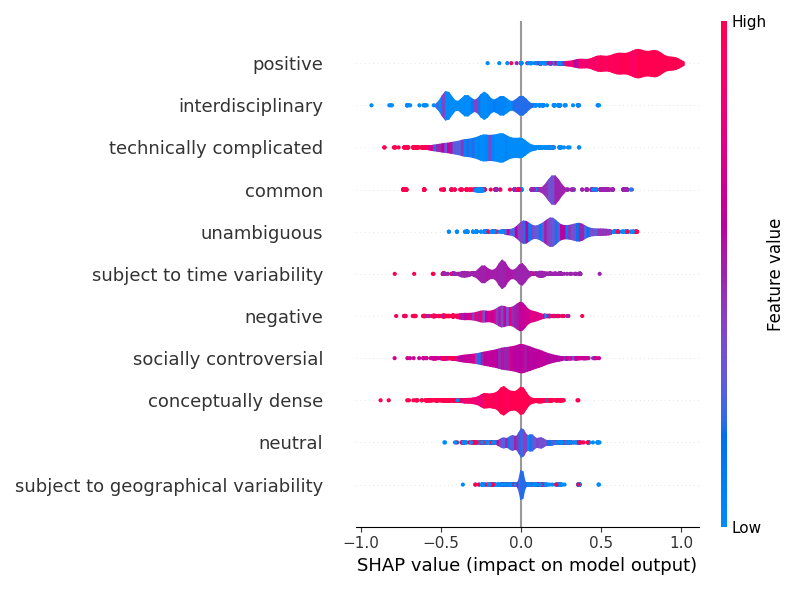 High
positive
interdisciplinary
technically complicated
common
unambiguous
subject to time variability
negative
socially controversial
conceptually dense
neutral
subject to geographical variability
Low
Feature value
−1.0 −0.5 0.0 0.5 1.0
SHAP value (impact on model output)